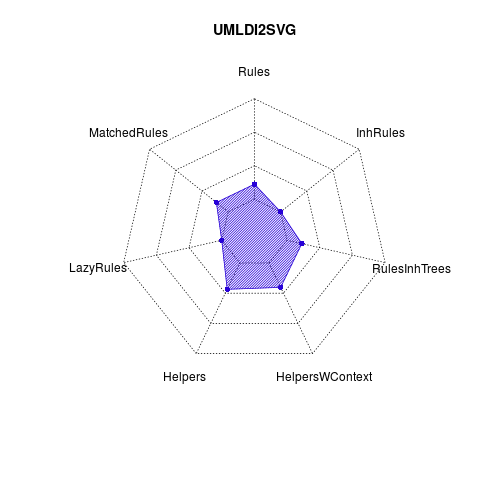 UMLDI2SVG
Rules
MatchedRules
InhRules
LazyRules
RulesInhTrees
Helpers
HelpersWContext